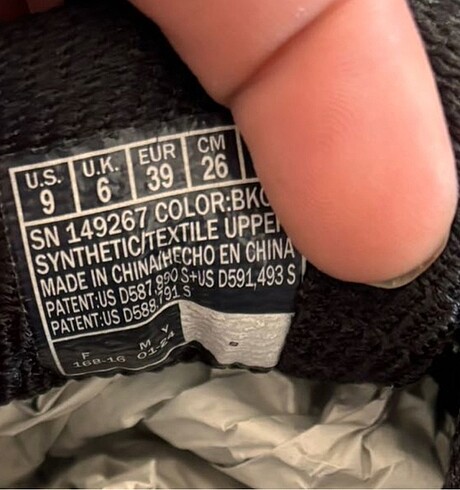 U.S. U.K. EUR CM
9 6 39 26
SN 149267 COLOR:BK
SYNTHETIC/TEXTILE UPPER
MADE IN CHINA/HECHO EN CHINA
PATENT:US D587,890 S+US D591,493 S
PATENT:US D588,791 S
F M Y
168-16 01-24